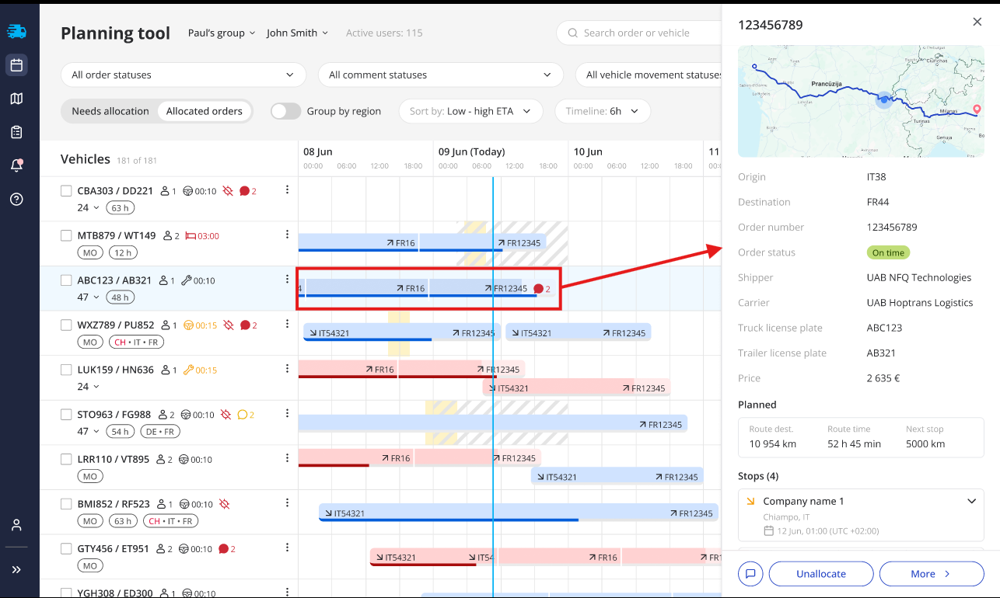 Planning tool Paul's group John Smith Active users: 115 Search order or vehicle
All order statuses All comment statuses All vehicle movement statuses
Needs allocation Allocated orders Group by region Sort by: Low - high ETA Timeline: 6h
Vehicles 181 of 181
08 Jun 09 Jun (Today) 10 Jun 11
00:00 06:00 12:00 18:00 00:00 06:00 12:00 18:00 00:00 06:00 12:00 18:00 00:0
CBA303 / DD221 1 00:10 2
24 63 h
MTB879 / WT149 2 03:00
MO 12 h
FR16 FR12345
ABC123 / AB321 1 00:10
47 48 h
4 FR16 FR12345 2
WXZ789 / PU852 1 00:15 2
MO CH • IT • FR
IT54321 FR12345 IT54321 FR12345
LUK159 / HN636 1 00:15
24
FR16 FR12345
IT54321 FR12345
STO963 / FG988 2 00:10 2
47 54 h DE • FR
FR12345
LRR110 / VT895 2 00:10
MO
FR16 FR12345
IT54321 FR12345
BMI852 / RF523 1 00:10
MO 63 h CH • IT • FR
IT54321 FR12345
GTY456 / ET951 2 00:10 2
MO
IT54321 IT54 FR16 FR1
YGH308 / ED300 1 00:10
123456789
Prancūzija
Milanas
Turinas
Genuja
Origin IT38
Destination FR44
Order number 123456789
Order status On time
Shipper UAB NFQ Technologies
Carrier UAB Hoptrans Logistics
Truck license plate ABC123
Trailer license plate AB321
Price 2 635 €
Planned
Route dest. Route time Next stop
10 954 km 52 h 45 min 5000 km
Stops (4)
Company name 1
Chiampo, IT
12 Jun, 01:00 (UTC +02:00)
Unallocate More